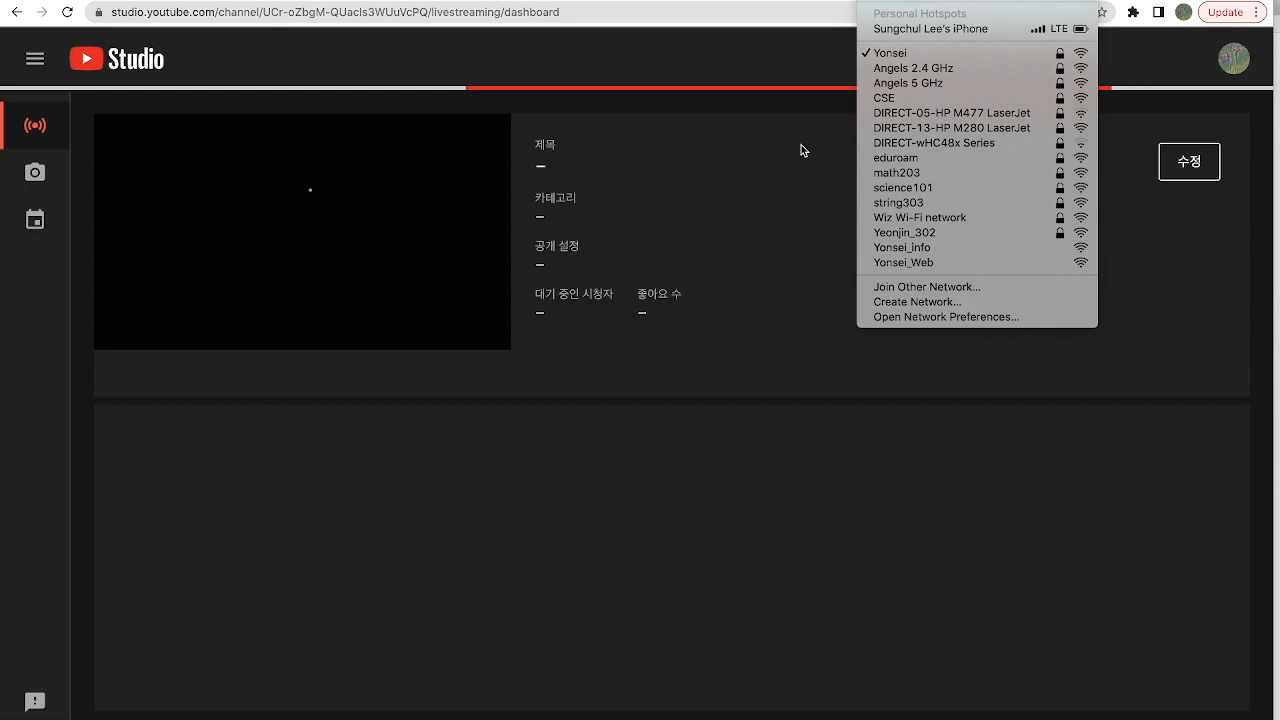 studio.youtube.com/channel/UCr-oZbgM-QUacIs3WUuVcPQ/livestreaming/dashboard
Update
Personal Hotspots
Sungchul Lee's iPhone LTE
Studio
Yonsei
Angels 2.4 GHz
Angels 5 GHz
CSE
DIRECT-05-HP M477 LaserJet
DIRECT-13-HP M280 LaserJet
DIRECT-wHC48x Series
eduroam
math203
science101
string303
Wiz Wi-Fi network
Yeonjin_302
Yonsei_info
Yonsei_Web
Join Other Network...
Create Network...
Open Network Preferences...
제목
–
카테고리
–
공개 설정
–
대기 중인 시청자 좋아요 수
– –
수정